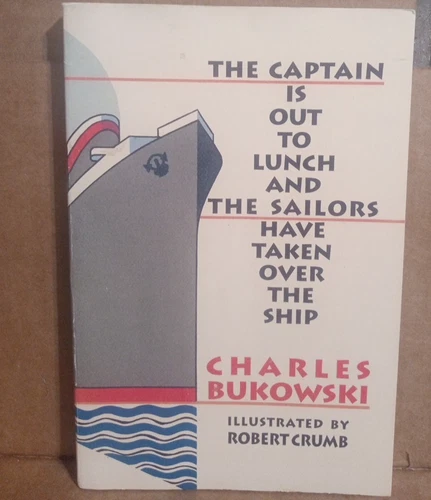 THE CAPTAIN
IS
OUT
TO
LUNCH
AND
THE SAILORS
HAVE
TAKEN
OVER
THE
SHIP
CHARLES
BUKOWSKI
ILLUSTRATED BY
ROBERT CRUMB